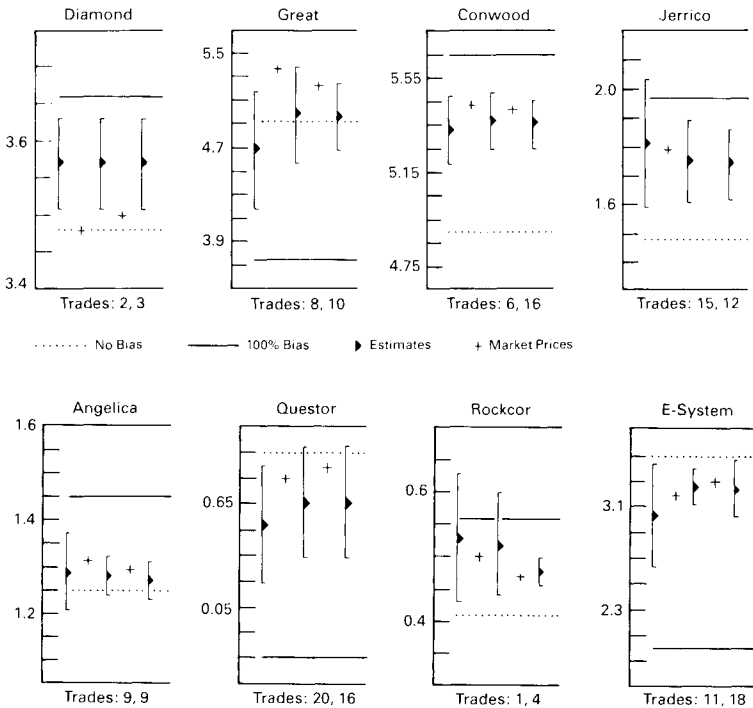 Diamond
Great
Conwood
Jerrico
3.6
3.4
5.5
4.7
3.9
5.55
5.15
4.75
2.0
1.6
Trades: 2, 3
Trades: 8, 10
Trades: 6, 16
Trades: 15, 12
No Bias
100% Bias
Estimates
Market Prices
Angelica
Questor
Rockcor
E-System
1.6
1.4
1.2
0.65
0.05
0.6
0.4
3.1
2.3
Trades: 9, 9
Trades: 20, 16
Trades: 1, 4
Trades: 11, 18